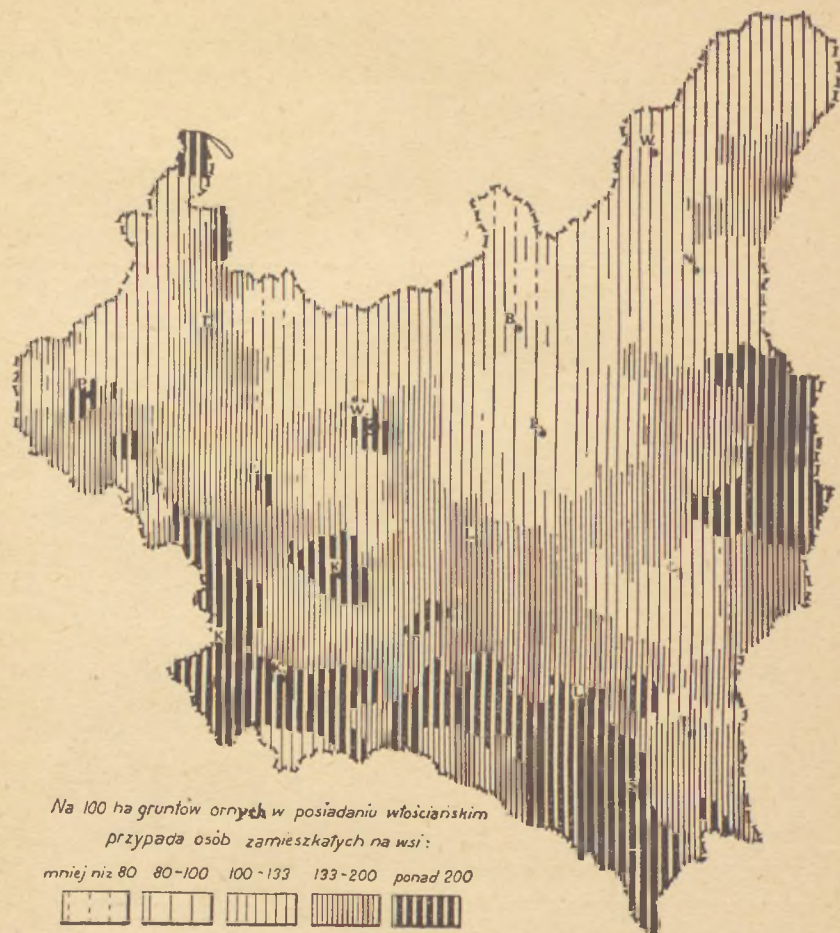 W.
B.
P
W.
B
L
K
K
L
Na 100 ha gruntów ornych w posiadaniu włościańskim
przypada osób zamieszkałych na wsi:
mniej niż 80 80-100 100-133 133-200 ponad 200